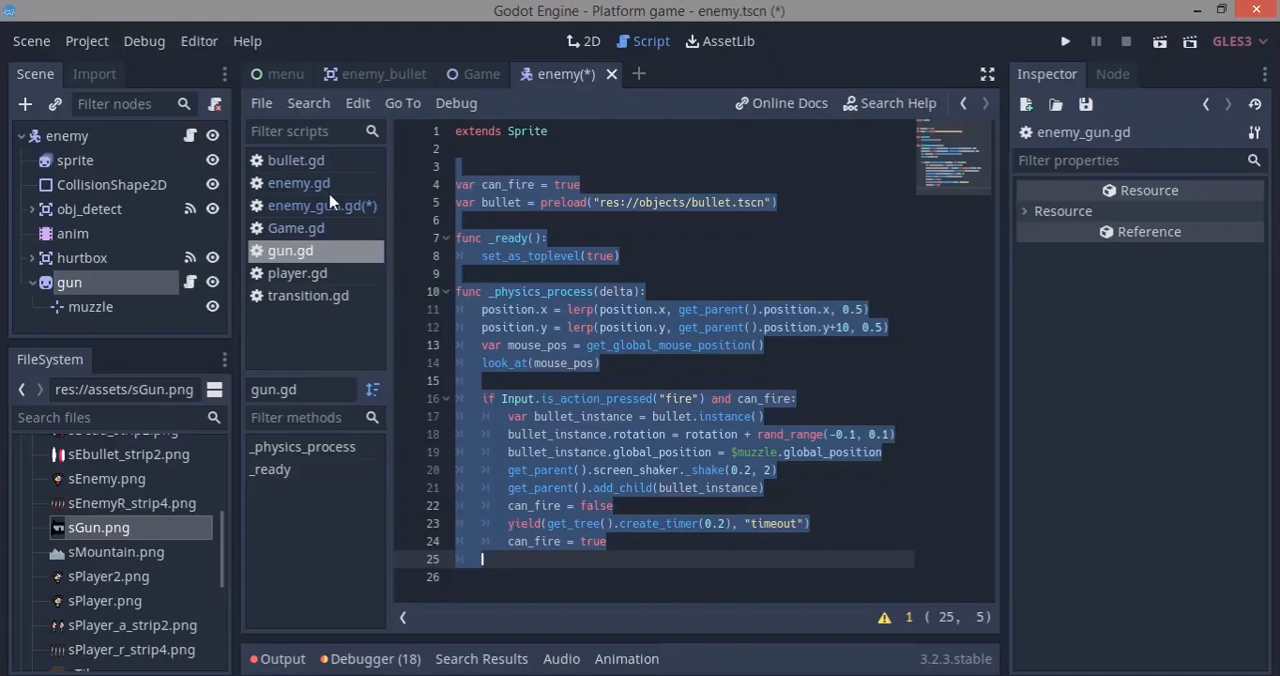 Godot Engine - Platform game - enemy.tscn (*)
Scene Project Debug Editor Help
2D Script AssetLib
GLES3
Scene Import
menu enemy_bullet Game enemy(*)
Inspector Node
Filter nodes
File Search Edit Go To Debug
Online Docs Search Help
enemy_gun.gd
enemy
sprite
CollisionShape2D
obj_detect
anim
hurtbox
gun
muzzle
Filter scripts
bullet.gd
enemy.gd
enemy_gun.gd(*)
Game.gd
gun.gd
player.gd
transition.gd
gun.gd
Filter methods
_physics_process
_ready
1 extends Sprite
2
3
4 var can_fire = true
5 var bullet = preload("res://objects/bullet.tscn")
6
7 func _ready():
8 set_as_toplevel(true)
9
10 func _physics_process(delta):
11 position.x = lerp(position.x, get_parent().position.x, 0.5)
12 position.y = lerp(position.y, get_parent().position.y+10, 0.5)
13 var mouse_pos = get_global_mouse_position()
14 look_at(mouse_pos)
15
16 if Input.is_action_pressed("fire") and can_fire:
17 var bullet_instance = bullet.instance()
18 bullet_instance.rotation = rotation + rand_range(-0.1, 0.1)
19 bullet_instance.global_position = $muzzle.global_position
20 get_parent().screen_shaker._shake(0.2, 2)
21 get_parent().add_child(bullet_instance)
22 can_fire = false
23 yield(get_tree().create_timer(0.2), "timeout")
24 can_fire = true
25
26
1 ( 25, 5)
Filter properties
Resource
Resource
Reference
FileSystem
res://assets/sGun.png
Search files
sEbullet_strip2.png
sEnemy.png
sEnemyR_strip4.png
sGun.png
sMountain.png
sPlayer2.png
sPlayer.png
sPlayer_a_strip2.png
sPlayer_r_strip4.png
Output Debugger (18) Search Results Audio Animation 3.2.3.stable